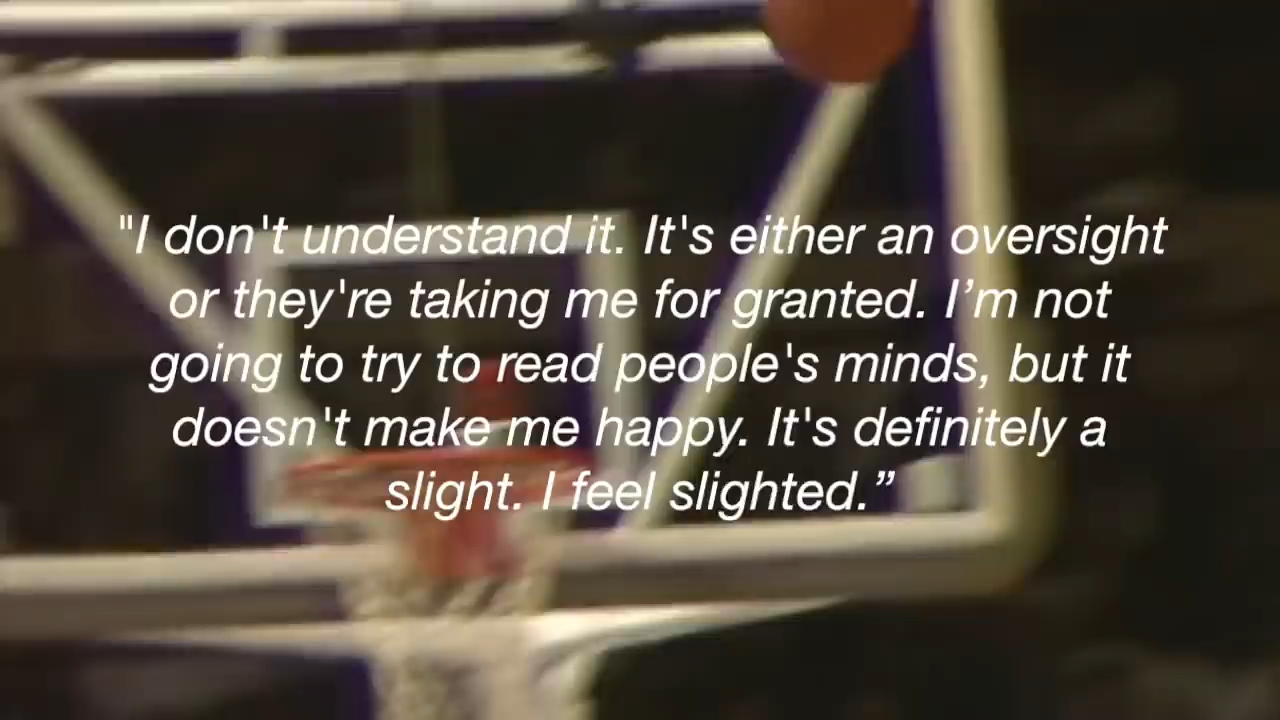 "I don't understand it. It's either an oversight
or they're taking me for granted. I’m not
going to try to read people's minds, but it
doesn't make me happy. It's definitely a
slight. I feel slighted.”